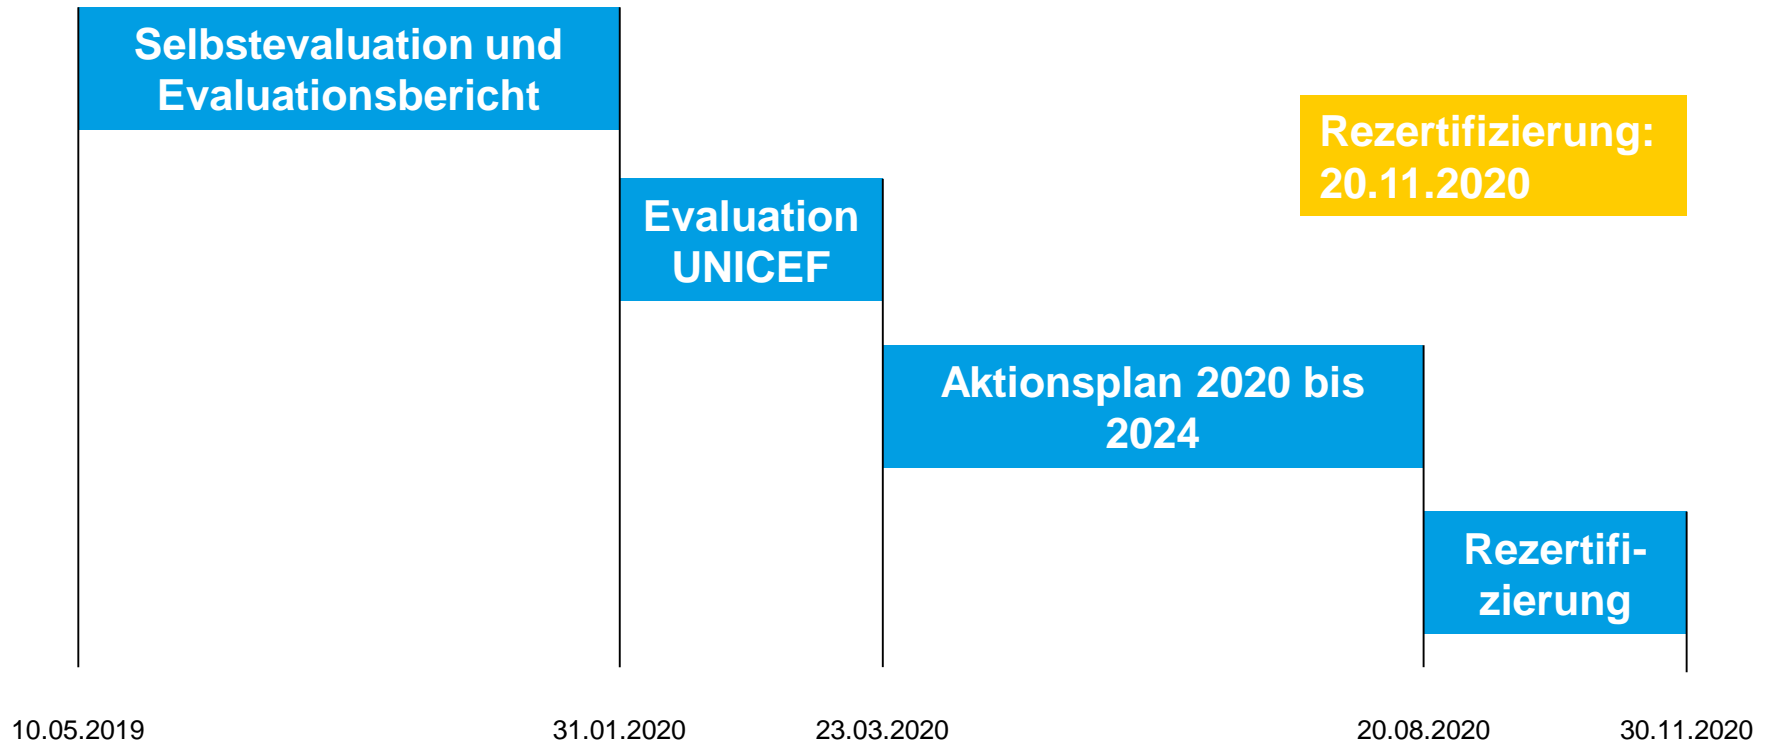 Selbstevaluation und
Evaluationsbericht
Rezertifizierung:
20.11.2020
Evaluation
UNICEF
Aktionsplan 2020 bis
2024
Rezertifi-
zierung
10.05.2019 31.01.2020 23.03.2020 20.08.2020 30.11.2020